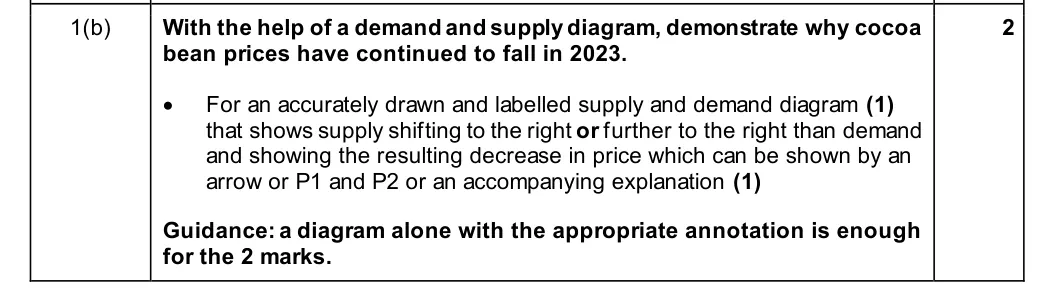 1(b) With the help of a demand and supply diagram, demonstrate why cocoa 2
bean prices have continued to fall in 2023.
• For an accurately drawn and labelled supply and demand diagram (1)
that shows supply shifting to the right or further to the right than demand
and showing the resulting decrease in price which can be shown by an
arrow or P1 and P2 or an accompanying explanation (1)
Guidance: a diagram alone with the appropriate annotation is enough
for the 2 marks.